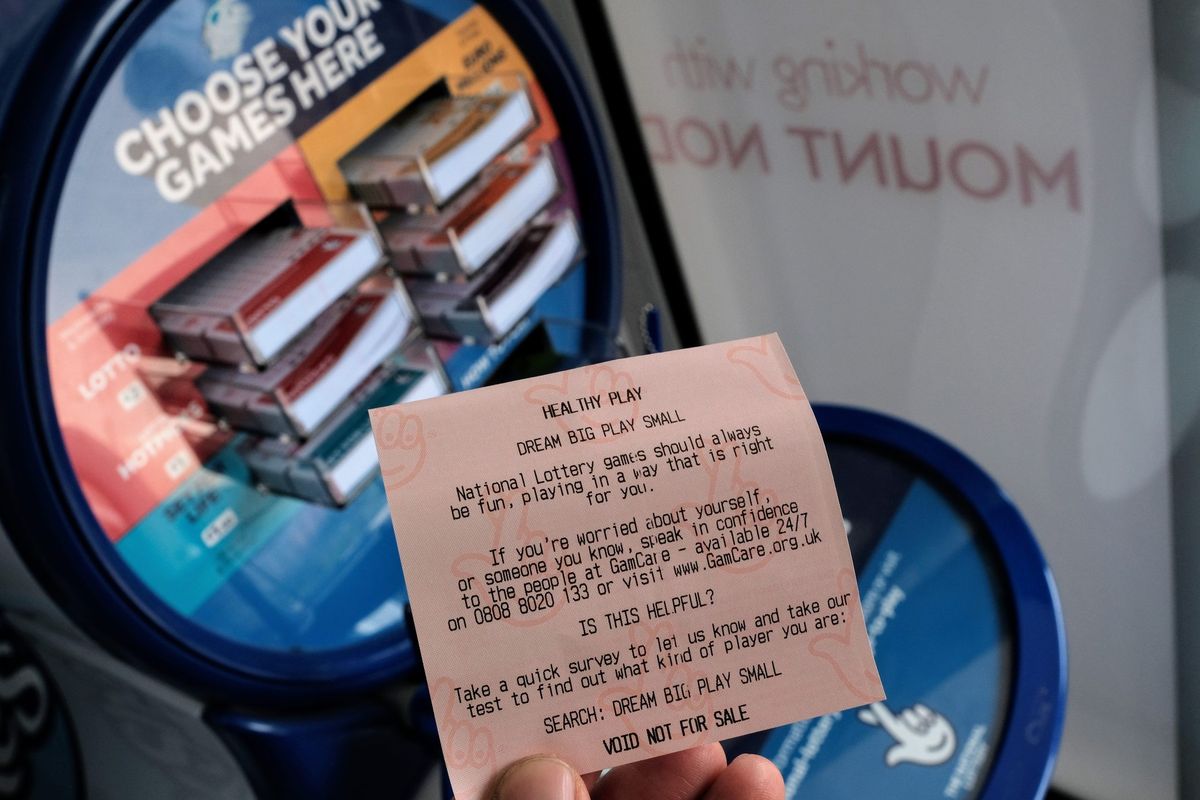 CHOOSE YOUR
GAMES HERE
LOTTO
working with
MOUNT
HEALTHY PLAY
DREAM BIG PLAY SMALL
National Lottery games should always
be fun, playing in a way that is right
for you.
If you're worried about yourself,
or someone you know, speak in confidence
to the people at GamCare - available 24/7
on 0808 8020 133 or visit www.GamCare.org.uk
IS THIS HELPFUL?
Take a quick survey to let us know and take our
test to find out what kind of player you are:
SEARCH: DREAM BIG PLAY SMALL
VOID NOT FOR SALE
THE NATIONAL
LOTTERY